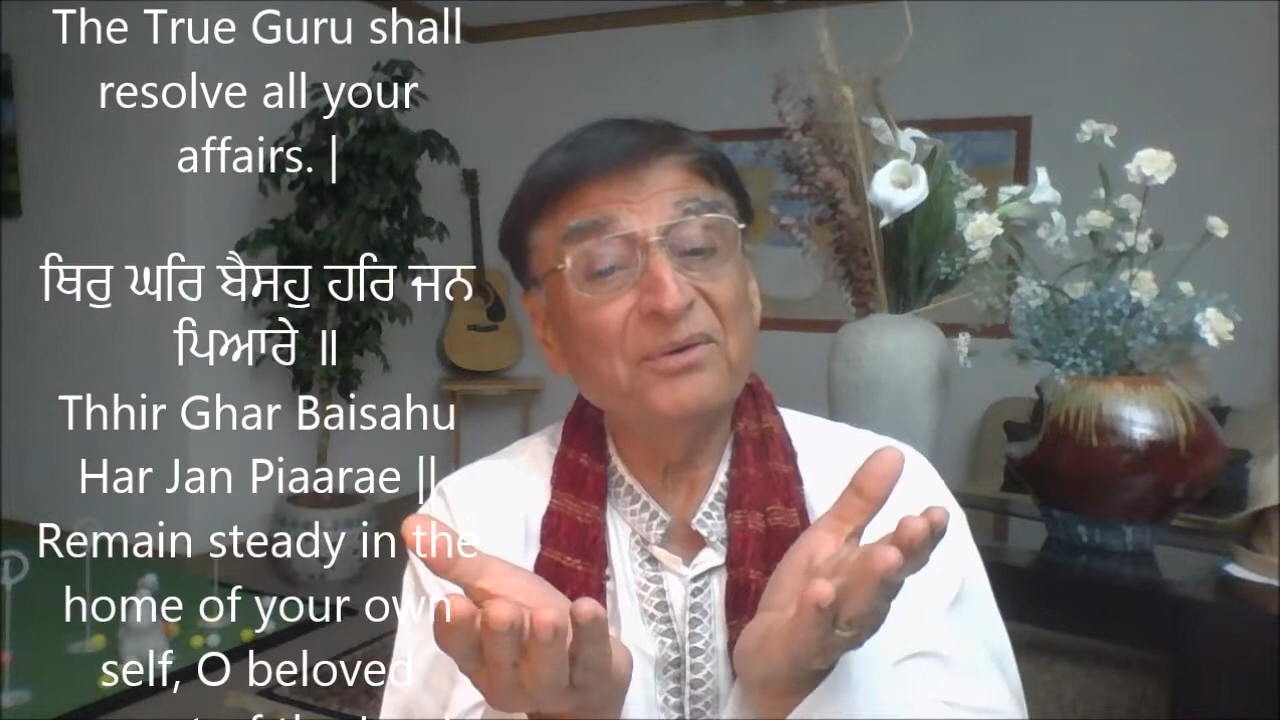 The True Guru shall
resolve all your
affairs. |
ਥਿਰੁ ਘਰਿ ਬੈਸਹੁ ਹਰਿ ਜਨ
ਪਿਆਰੇ ॥
Thhir Ghar Baisahu
Har Jan Piaarae ||
Remain steady in the
home of your own
self, O beloved